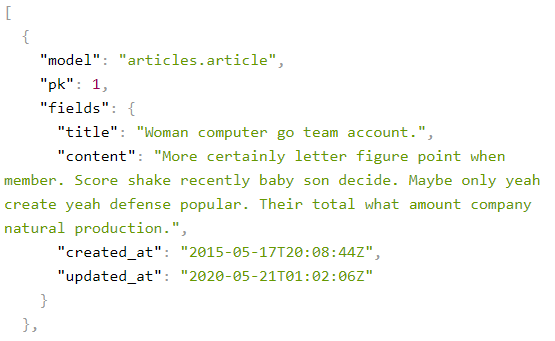 [
  {
    "model": "articles.article",
    "pk": 1,
    "fields": {
      "title": "Woman computer go team account.",
      "content": "More certainly letter figure point when
member. Score shake recently baby son decide. Maybe only yeah
create yeah defense popular. Their total what amount company
natural production.",
      "created_at": "2015-05-17T20:08:44Z",
      "updated_at": "2020-05-21T01:02:06Z"
    }
  },